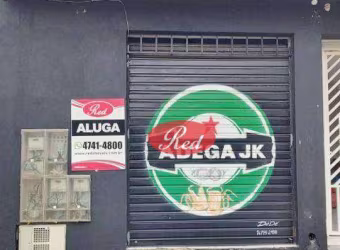 Red
ALUGA
4741-4800
Red
ADEGA JK